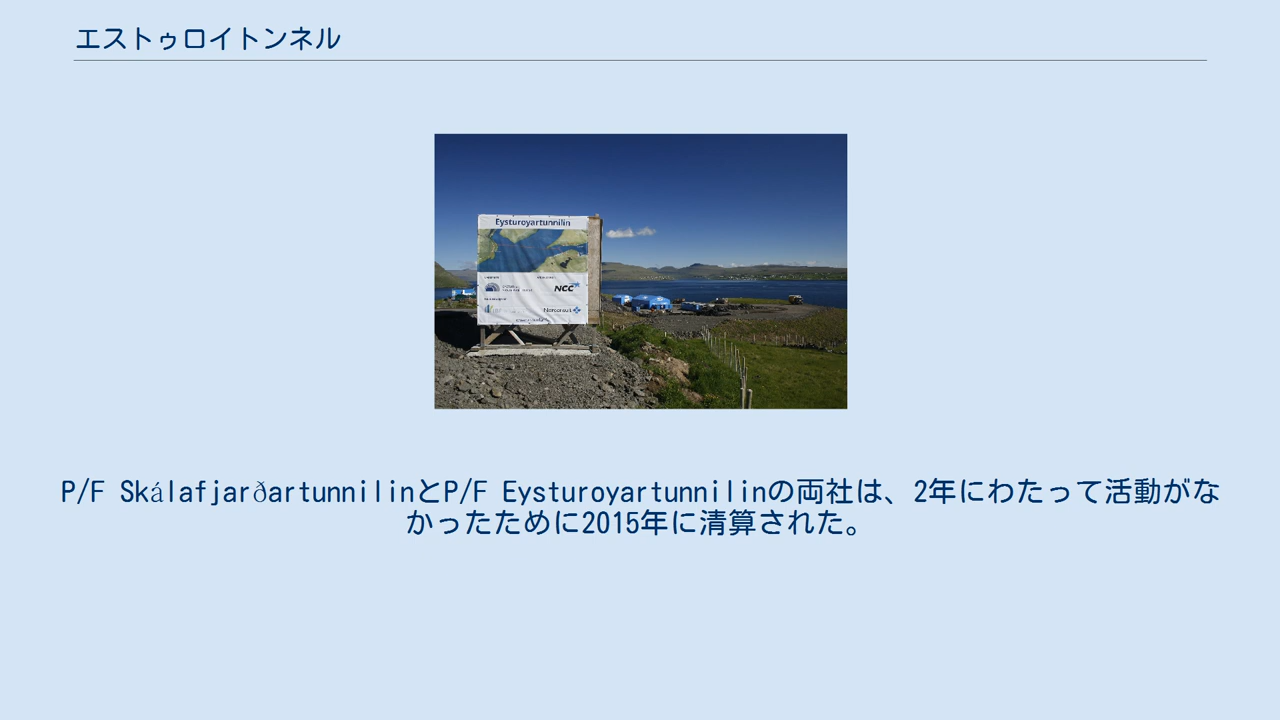 エストゥロイトンネル
Eysturoyartunnilin
NCC
Norconsult
P/F SkálafjarðartunnilinとP/F Eysturoyartunnilinの両社は、2年にわたって活動がな
かったために2015年に清算された。